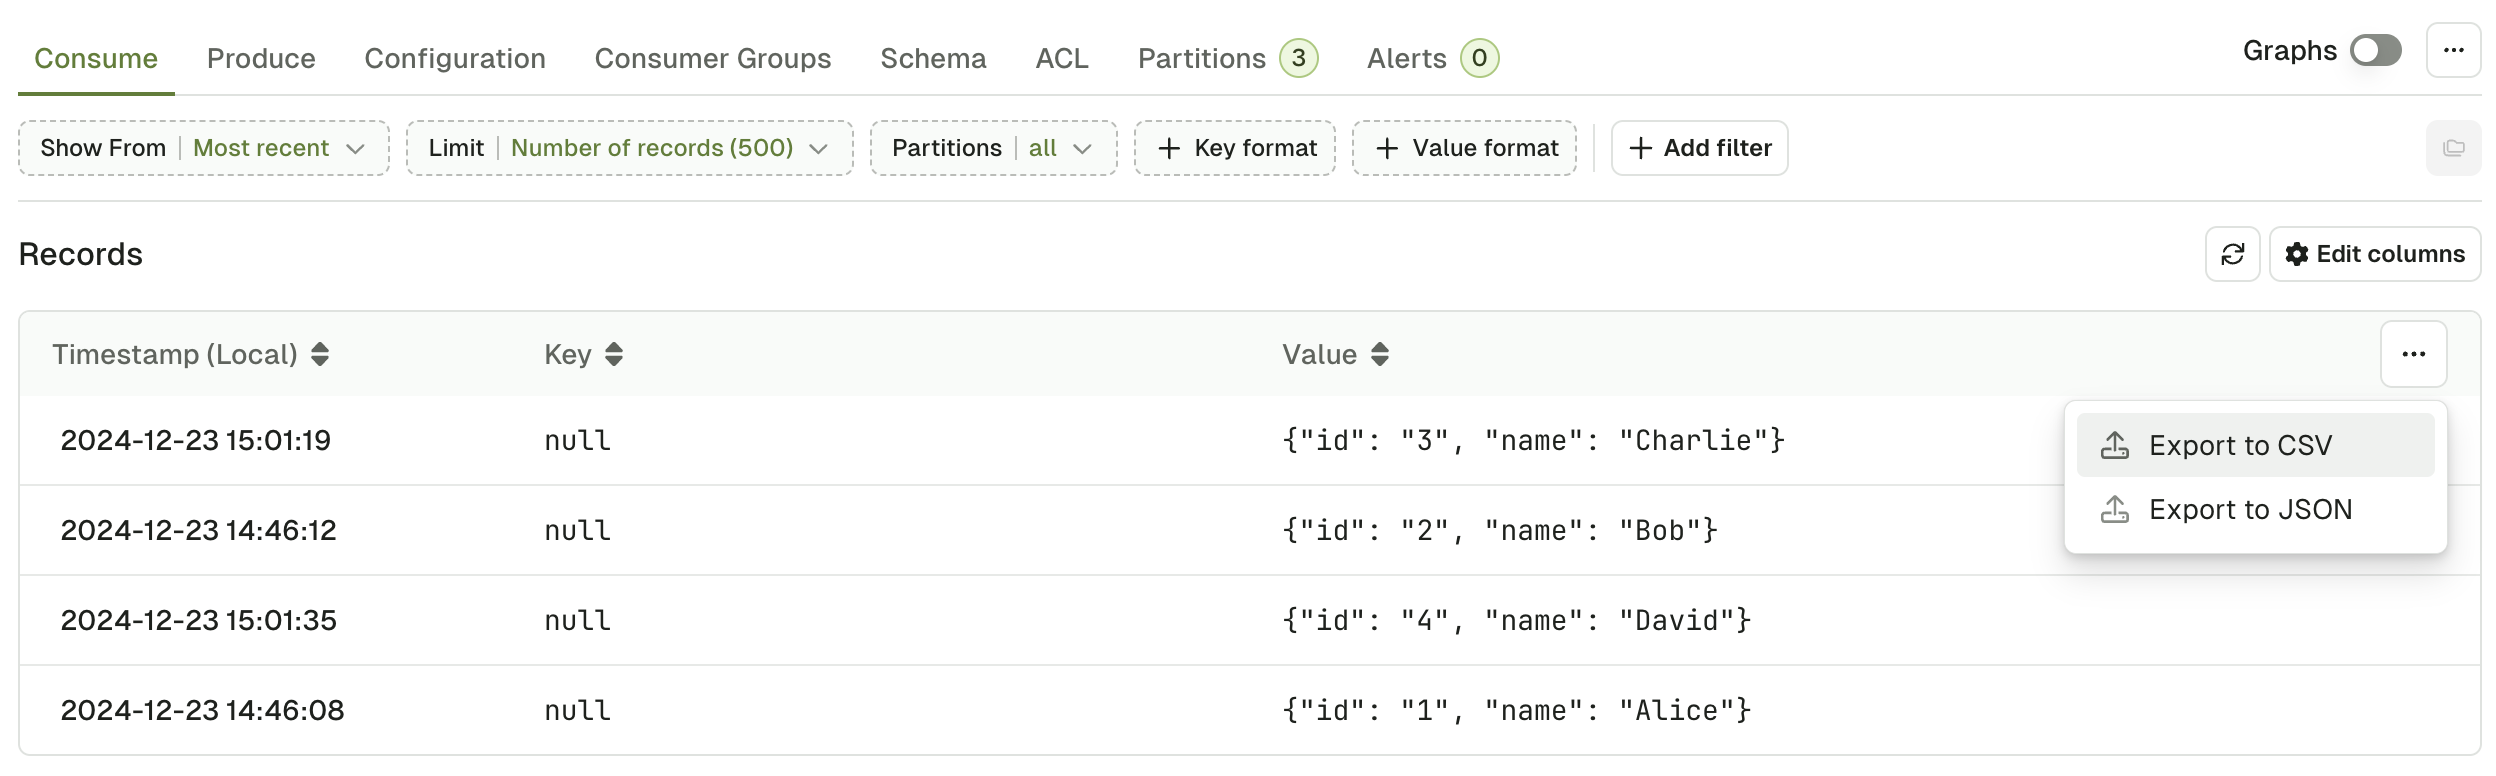 Consume Produce Configuration Consumer Groups Schema ACL Partitions 3 Alerts 0 Graphs
Show From Most recent Limit Number of records (500) Partitions all Key format Value format Add filter
Records Edit columns
Timestamp (Local) Key Value
2024-12-23 15:01:19 null {"id": "3", "name": "Charlie"} Export to CSV
Export to JSON
2024-12-23 14:46:12 null {"id": "2", "name": "Bob"}
2024-12-23 15:01:35 null {"id": "4", "name": "David"}
2024-12-23 14:46:08 null {"id": "1", "name": "Alice"}